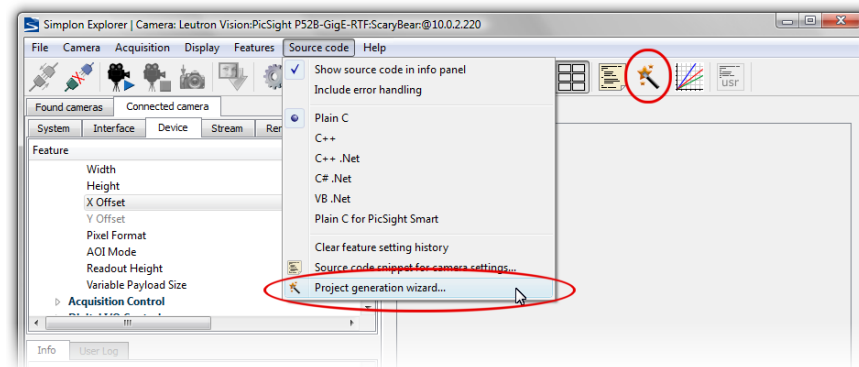 Simplon Explorer | Camera: Leutron Vision:PicSight P52B-GigE-RTF:ScaryBear:@10.0.2.220
File Camera Acquisition Display Features Source code Help
usr
Show source code in info panel
Include error handling
Plain C
C++
C++ .Net
C# .Net
VB .Net
Plain C for PicSight Smart
Clear feature setting history
Source code snippet for camera settings...
Project generation wizard...
Found cameras Connected camera
System Interface Device Stream
Feature
Width
Height
X Offset
Y Offset
Pixel Format
AOI Mode
Readout Height
Variable Payload Size
Acquisition Control
Info User Log